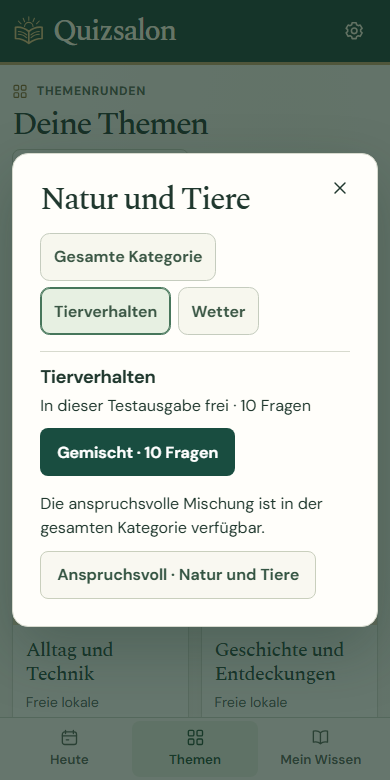 Quizsalon
THEMENRUNDEN
Deine Themen
Natur und Tiere
Gesamte Kategorie
Tierverhalten
Wetter
Tierverhalten
In dieser Testausgabe frei · 10 Fragen
Gemischt · 10 Fragen
Die anspruchsvolle Mischung ist in der
gesamten Kategorie verfügbar.
Anspruchsvoll · Natur und Tiere
Alltag und
Technik
Freie lokale
Geschichte und
Entdeckungen
Freie lokale
Heute
Themen
Mein Wissen